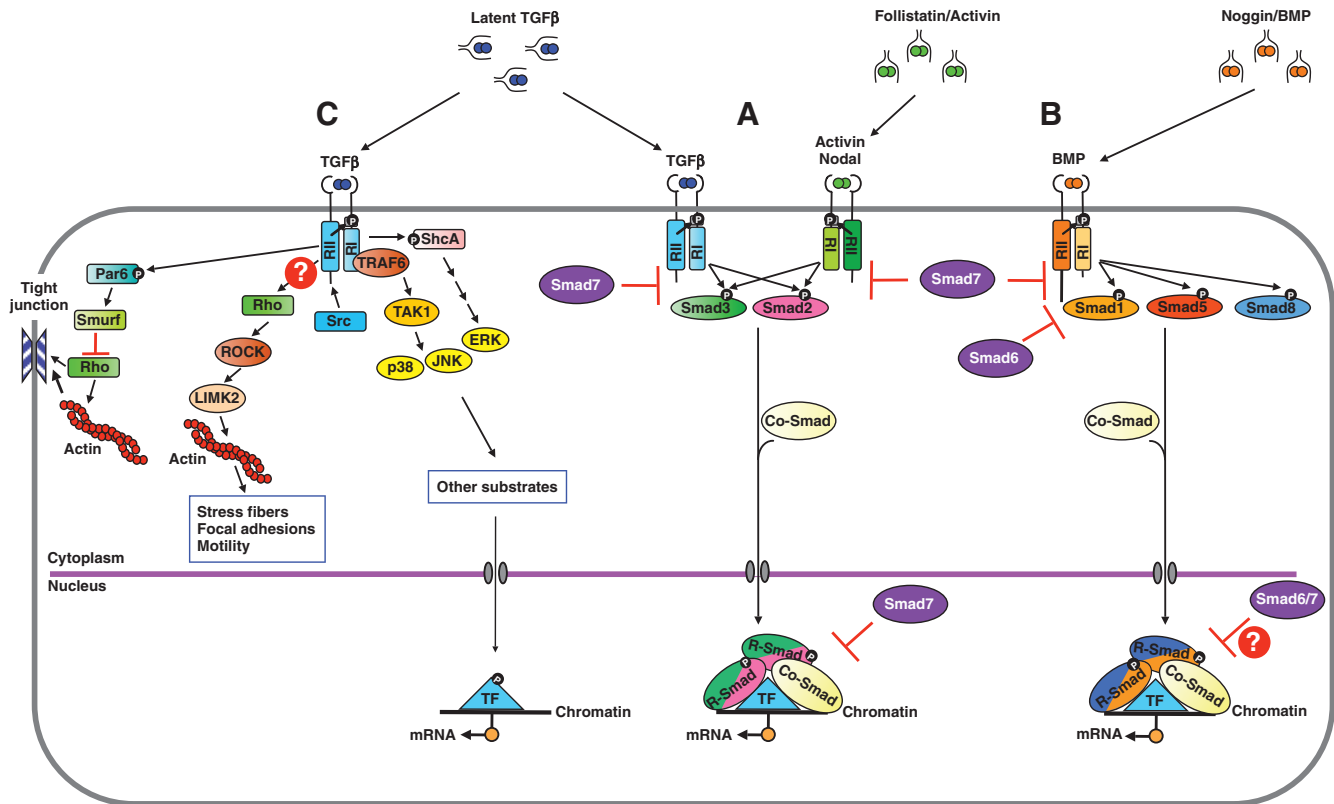 Latent TGFβ
Follistatin/Activin
Noggin/BMP
C
A
B
TGFβ
TGFβ
Activin
Nodal
BMP
P
P
P
P
RII
RI
P
ShcA
TRAF6
RII
RI
RI
RII
RII
RI
Par6
P
?
Tight
junction
Smurf
Rho
Rho
Src
TAK1
ERK
ROCK
p38
JNK
LIMK2
Actin
Actin
Smad7
Smad7
P
Smad3
P
Smad2
P
Smad1
P
Smad5
P
Smad8
Smad6
Co-Smad
Co-Smad
Other substrates
Stress fibers
Focal adhesions
Motility
Cytoplasm
Nucleus
Smad7
Smad6/7
?
P
TF
Chromatin
mRNA
R-Smad
P
R-Smad
P
Co-Smad
TF
Chromatin
mRNA
R-Smad
P
R-Smad
P
Co-Smad
TF
Chromatin
mRNA